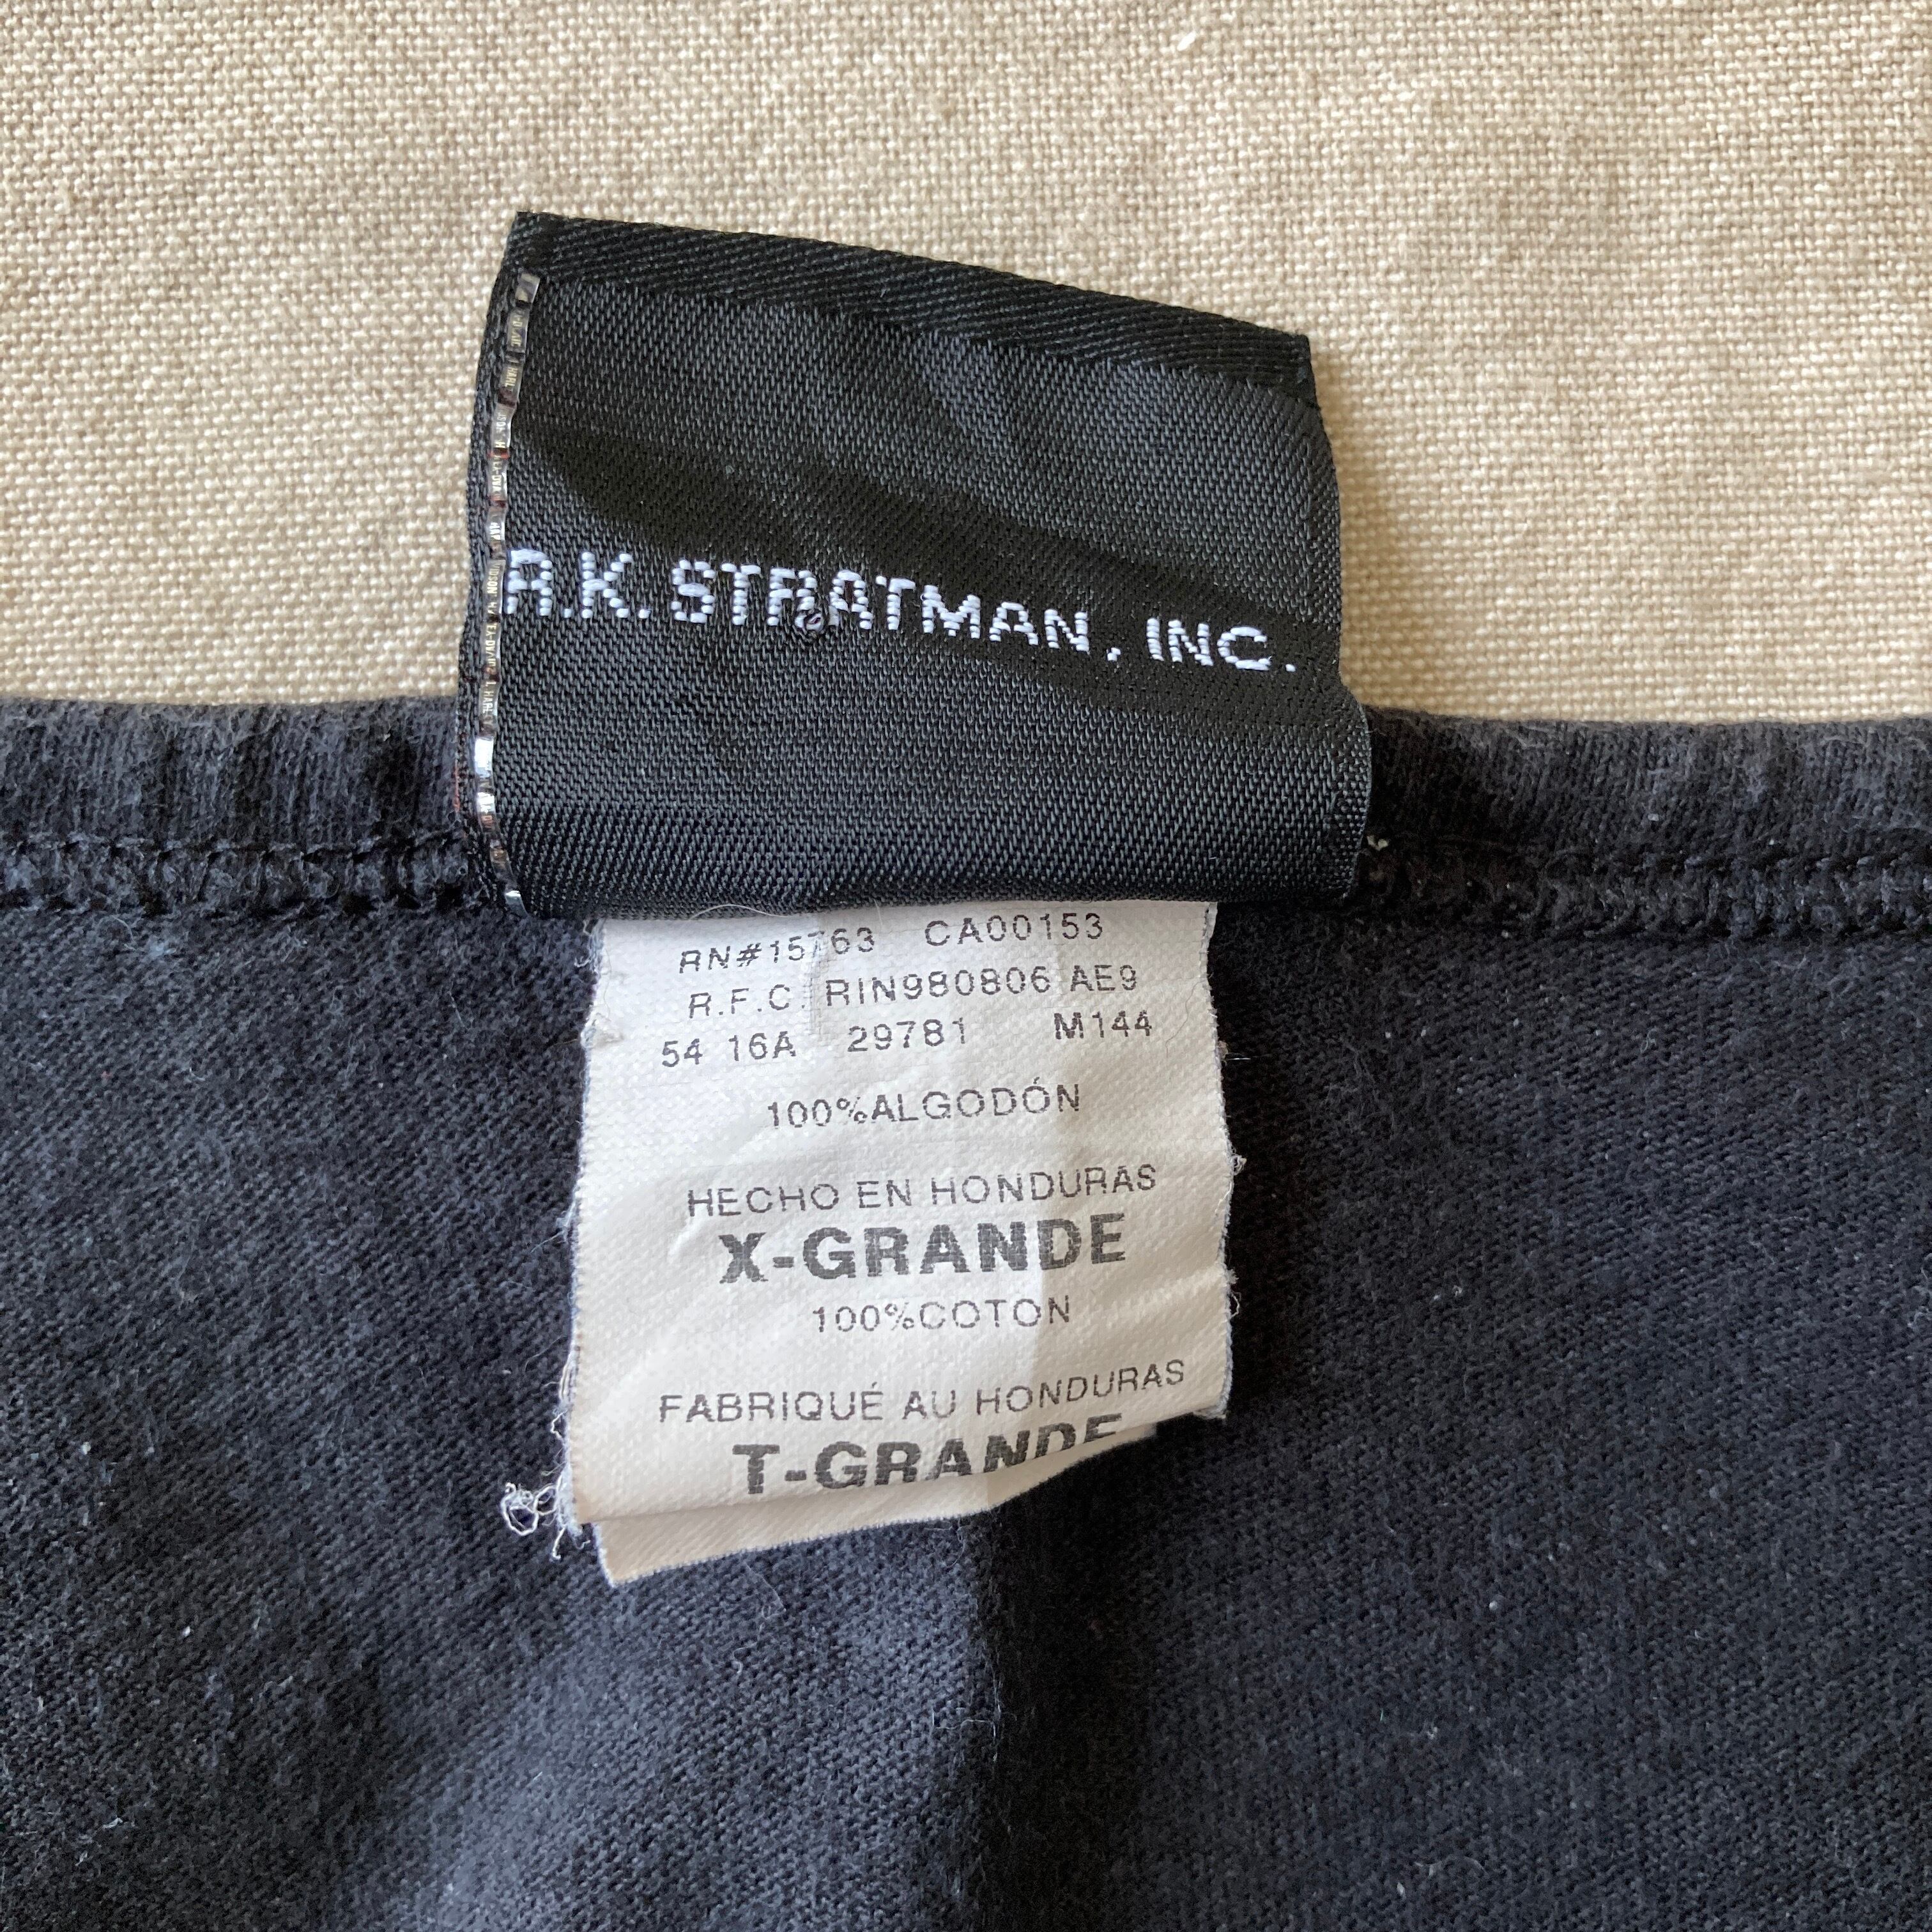 R.K. STRATMAN, INC.
RN#15763 CA00153
R.F.C. RIN980806 AE9
54 16A 29781 M144
100%ALGODÓN
HECHO EN HONDURAS
X-GRANDE
100%COTON
FABRIQUÉ AU HONDURAS
T-GRANDE